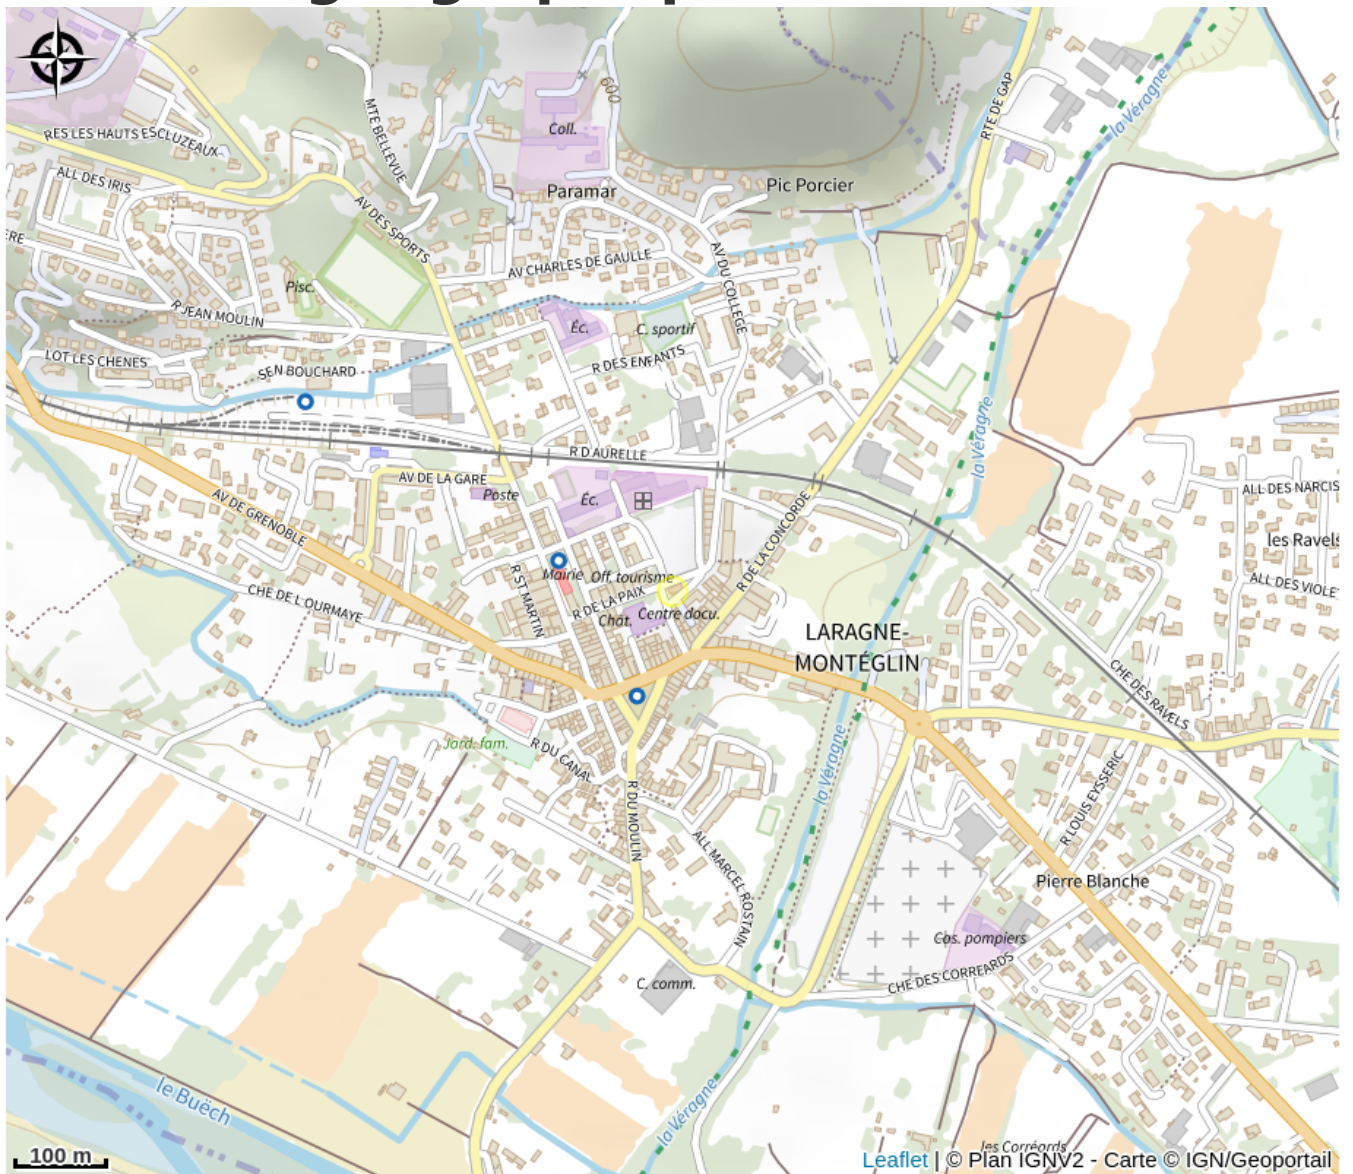 la Véragne
RTE DE GAP
600
MTE BELLEVUE
Coll.
RES LES HAUTS ESCLUZEAUX
ALL DES IRIS
Paramar
Pic Porcier
AV DES SPORTS
ERE
AV CHARLES DE GAULLE
AV DU COLLEGE
Pisc.
R JEAN MOULIN
Éc.
C. sportif
LOT LES CHENES
R DES ENFANTS
SEN BOUCHARD
la Véragne
R D AURELLE
AV DE LA GARE
Poste
Éc.
ALL DES NARCIS
AV DE GRENOBLE
R DE LA CONCORDE
les Ravels
Mairie
Off. tourisme
ALL DES VIOLE
CHE DE L OURMAYE
R ST MARTIN
R DE LA PAIX
Chât.
Centre docu.
LARAGNE-
MONTÉGLIN
CHE DES RAVELS
Jard. fam.
R DU CANAL
la Véragne
R LOUIS EYSSERIC
R DU MOULIN
ALL MARCEL ROSTAIN
Pierre Blanche
Cas. pompiers
C. comm.
CHE DES CORREARDS
le Buëch
la Véragne
les Corréards
100 m
Leaflet | © Plan IGNV2 - Carte © IGN/Geoportail